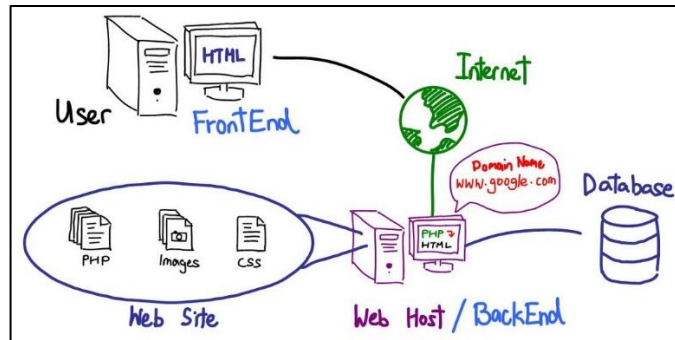 HTML
User
FrontEnd
Internet
Domain Name
www.google.com
Database
PHP
Images
CSS
PHP
HTML
Web Site
Web Host / BackEnd